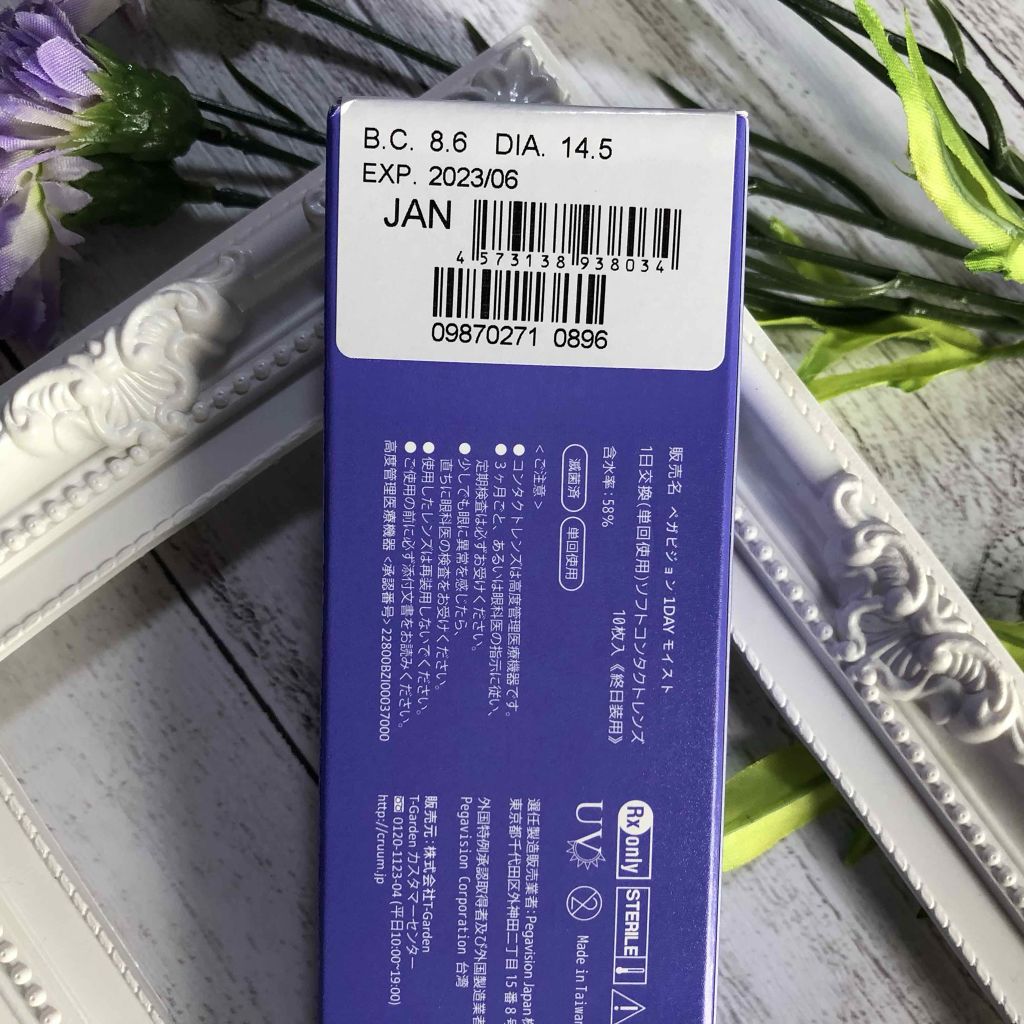 B.C. 8.6 DIA. 14.5
EXP. 2023/06
JAN
4 573138 938034
09870271 0896
販売名 ペガビジョン 1DAY モイスト
1日交換(単回使用)ソフトコンタクトレンズ
10枚入《終日装用》
含水率:58%
滅菌済 単回使用
<ご注意>
●コンタクトレンズは高度管理医療機器です。
●3ヶ月ごと、あるいは眼科医の指示に従い、
定期検査は必ずお受けください。
●少しでも眼に異常を感じたら、
直ちに眼科医の検査をお受けください。
●使用したレンズは再装用しないでください。
●ご使用の前に必ず添付文書をお読みください。
高度管理医療機器<承認番号> 22800BZI00037000
Rx only STERILE
UV 2 Made in Taiwan
選任製造販売業者:Pegavision Japan 株
東京都千代田区外神田二丁目 15 番 8 号
外国特例承認取得者及び外国製造業者
Pegavision Corporation 台湾
販売元:株式会社T-Garden
T-Garden カスタマーセンター
0120-1123-04 (平日10:00~19:00)
http://cruum.jp